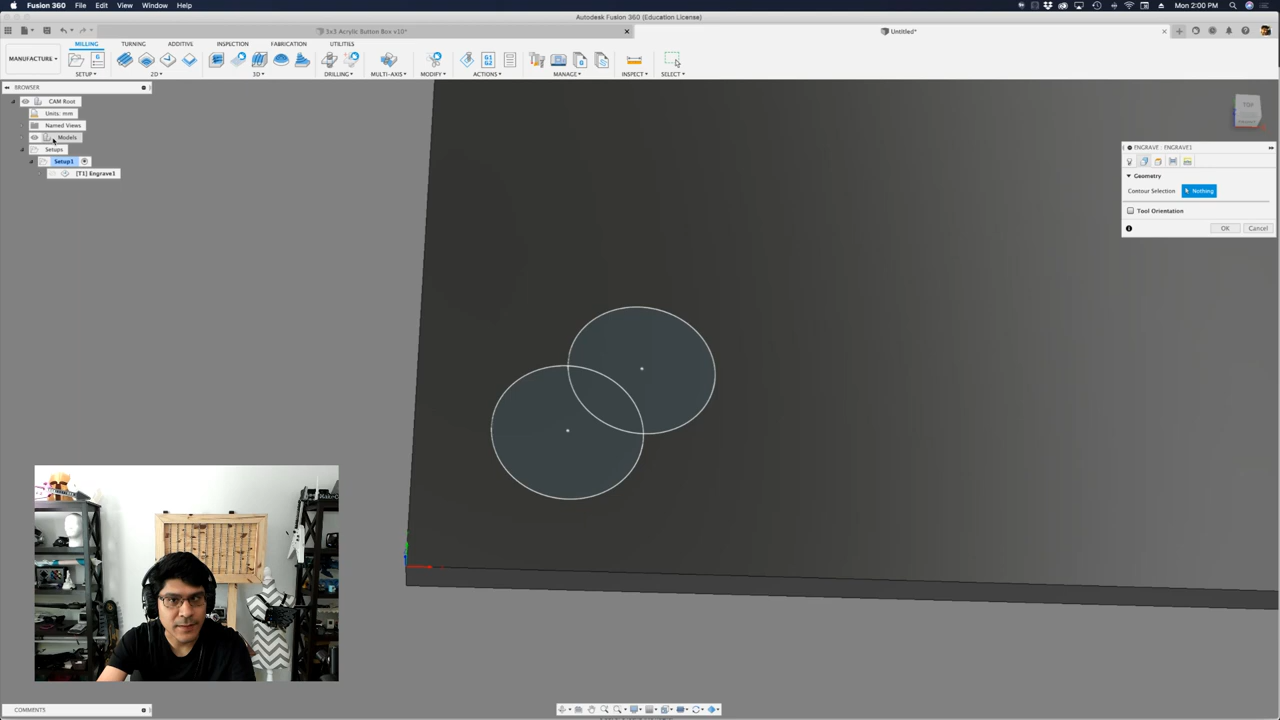 Fusion 360 File Edit View Window Help
Mon 2:00 PM
Autodesk Fusion 360 (Education License)
5x3 Acrylic Button Box v10*
Untitled*
MILLING TURNING ADDITIVE INSPECTION FABRICATION UTILITIES
MANUFACTURE
G1
G2
SETUP 2D 3D DRILLING MULTI-AXIS MODIFY ACTIONS MANAGE INSPECT SELECT
BROWSER
CAM Root
Units: mm
Named Views
Models
Setups
Setup1
[T1] Engrave1
TOP
ENGRAVE : ENGRAVE1
Geometry
Contour Selection Nothing
Tool Orientation
OK Cancel
COMMENTS